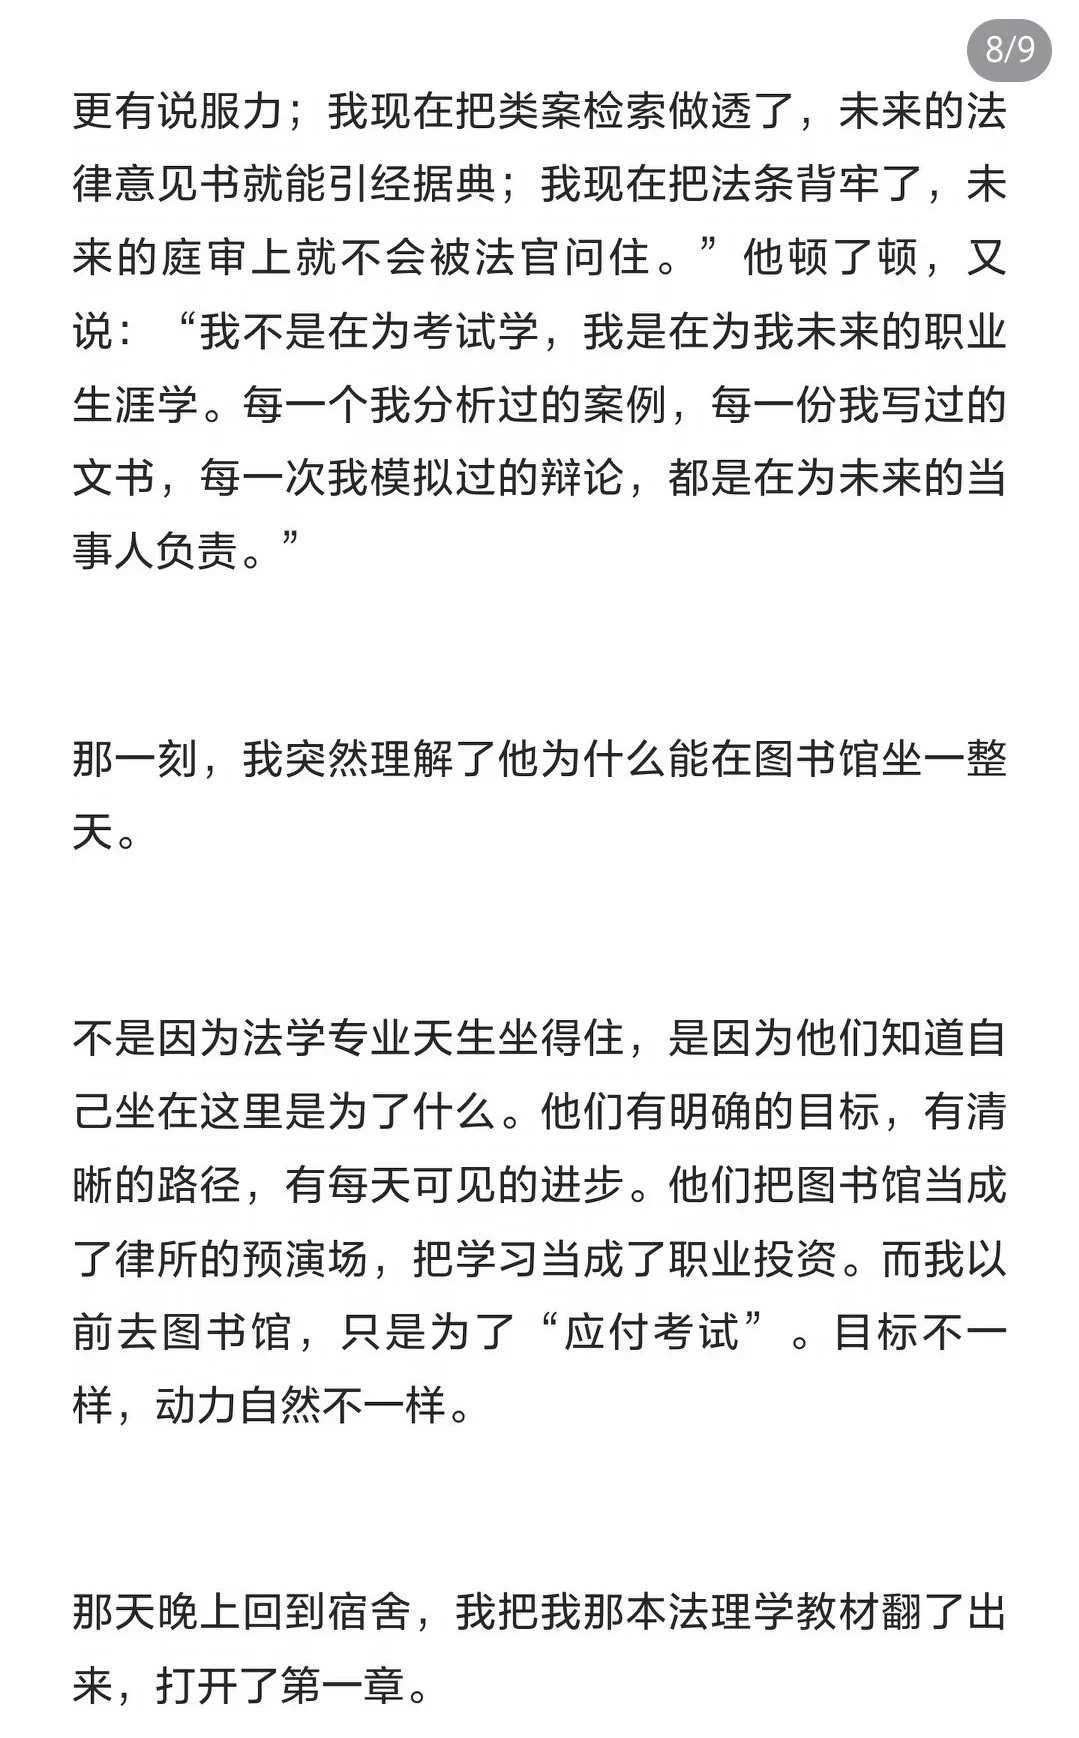 8/9
更有说服力；我现在把类案检索做透了，未来的法
律意见书就能引经据典；我现在把法条背牢了，未
来的庭审上就不会被法官问住。”他顿了顿，又
说：“我不是在为考试学，我是在为我未来的职业
生涯学。每一个我分析过的案例，每一份我写过的
文书，每一次我模拟过的辩论，都是在为未来的当
事人负责。”
那一刻，我突然理解了他为什么能在图书馆坐一整
天。
不是因为法学专业天生坐得住，是因为他们知道自
己坐在这里是为了什么。他们有明确的目标，有清
晰的路径，有每天可见的进步。他们把图书馆当成
了律所的预演场，把学习当成了职业投资。而我以
前去图书馆，只是为了“应付考试”。目标不一
样，动力自然不一样。
那天晚上回到宿舍，我把我那本法理学教材翻了出
来，打开了第一章。